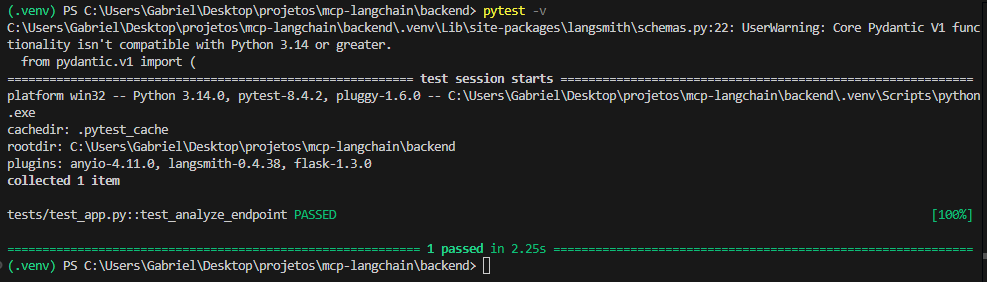 (.venv) PS C:\Users\Gabriel\Desktop\projetos\mcp-langchain\backend> pytest -v
C:\Users\Gabriel\Desktop\projetos\mcp-langchain\backend\.venv\Lib\site-packages\langsmith\schemas.py:22: UserWarning: Core Pydantic V1 func
tionality isn't compatible with Python 3.14 or greater.
  from pydantic.v1 import (
========================================================== test session starts ===========================================================
platform win32 -- Python 3.14.0, pytest-8.4.2, pluggy-1.6.0 -- C:\Users\Gabriel\Desktop\projetos\mcp-langchain\backend\.venv\Scripts\python
.exe
cachedir: .pytest_cache
rootdir: C:\Users\Gabriel\Desktop\projetos\mcp-langchain\backend
plugins: anyio-4.11.0, langsmith-0.4.38, flask-1.3.0
collected 1 item

tests/test_app.py::test_analyze_endpoint PASSED [100%]

=========================================================== 1 passed in 2.25s ============================================================
(.venv) PS C:\Users\Gabriel\Desktop\projetos\mcp-langchain\backend>